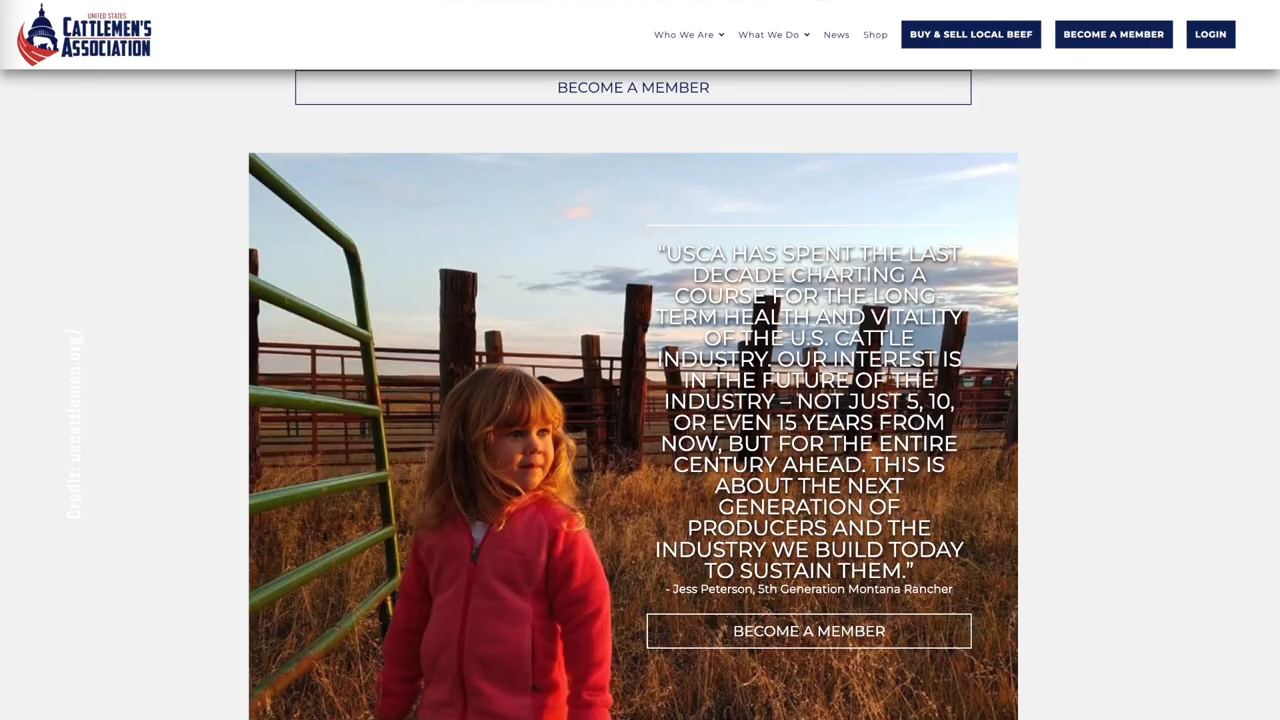 UNITED STATES
CATTLEMEN'S
ASSOCIATION
Who We Are
What We Do
News
Shop
BUY & SELL LOCAL BEEF
BECOME A MEMBER
LOGIN
BECOME A MEMBER
“USCA HAS SPENT THE LAST
DECADE CHARTING A
COURSE FOR THE LONG-
TERM HEALTH AND VITALITY
OF THE U.S. CATTLE
INDUSTRY. OUR INTEREST IS
IN THE FUTURE OF THE
INDUSTRY – NOT JUST 5, 10,
OR EVEN 15 YEARS FROM
NOW, BUT FOR THE ENTIRE
CENTURY AHEAD. THIS IS
ABOUT THE NEXT
GENERATION OF
PRODUCERS AND THE
INDUSTRY WE BUILD TODAY
TO SUSTAIN THEM.”
- Jess Peterson, 5th Generation Montana Rancher
BECOME A MEMBER
Credit: uscattlemen.org/